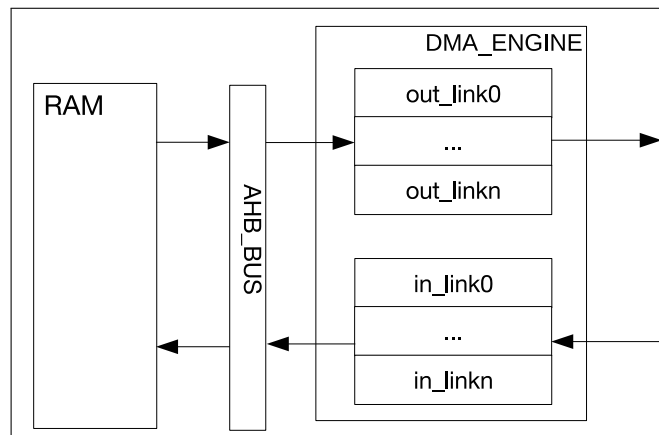 DMA_ENGINE
RAM
out_link0
...
out_linkn
AHB_BUS
in_link0
...
in_linkn